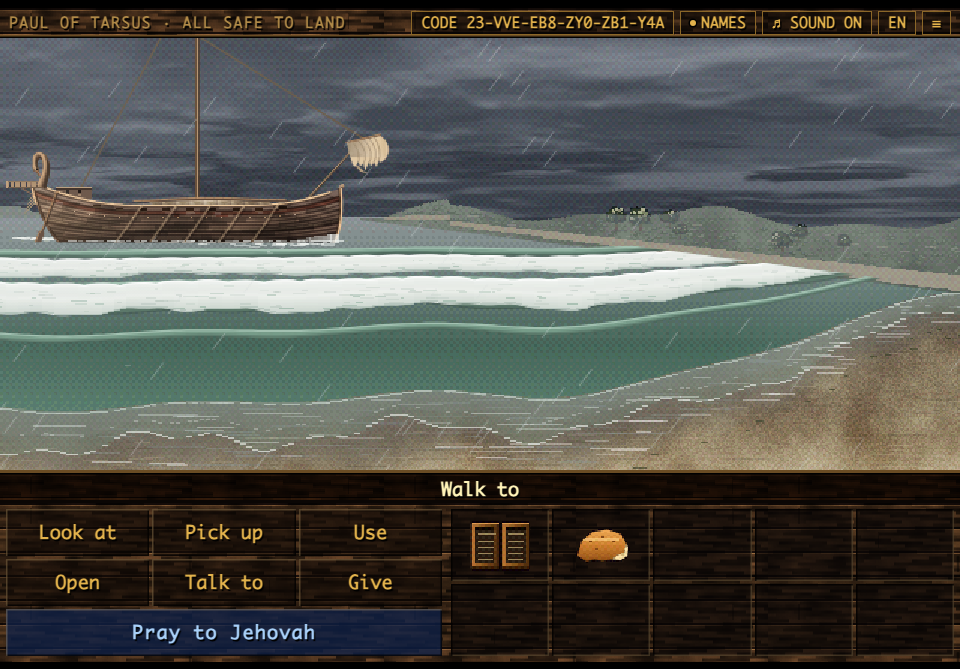 PAUL OF TARSUS · ALL SAFE TO LAND
CODE 23-VVE-EB8-ZY0-ZB1-Y4A
● NAMES
♬ SOUND ON
EN
≡
Walk to
Look at
Pick up
Use
Open
Talk to
Give
Pray to Jehovah